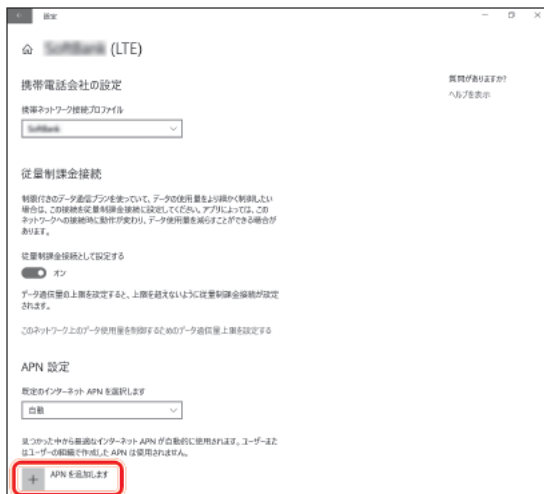 設定
(LTE)
携帯電話会社の設定
質問がありますか?
ヘルプを表示
携帯ネットワーク接続プロファイル
従量制課金接続
制限付きのデータ通信プランを使っていて、データの使用量をより細かく制御したい
場合は、この接続を従量制課金接続に設定してください。アプリによっては、この
ネットワークへの接続時に動作が変わり、データ使用量を減らすことができる場合が
あります。
従量制課金接続として設定する
オン
データ通信量の上限を設定すると、上限を超えないように従量制課金接続が設定
されます。
このネットワーク上のデータ使用量を制御するためのデータ通信量上限を設定する
APN 設定
既定のインターネット APN を選択します
自動
見つかった中から最適なインターネット APN が自動的に使用されます。ユーザーまた
はユーザーの組織で作成した APN は使用されません。
APN を追加します